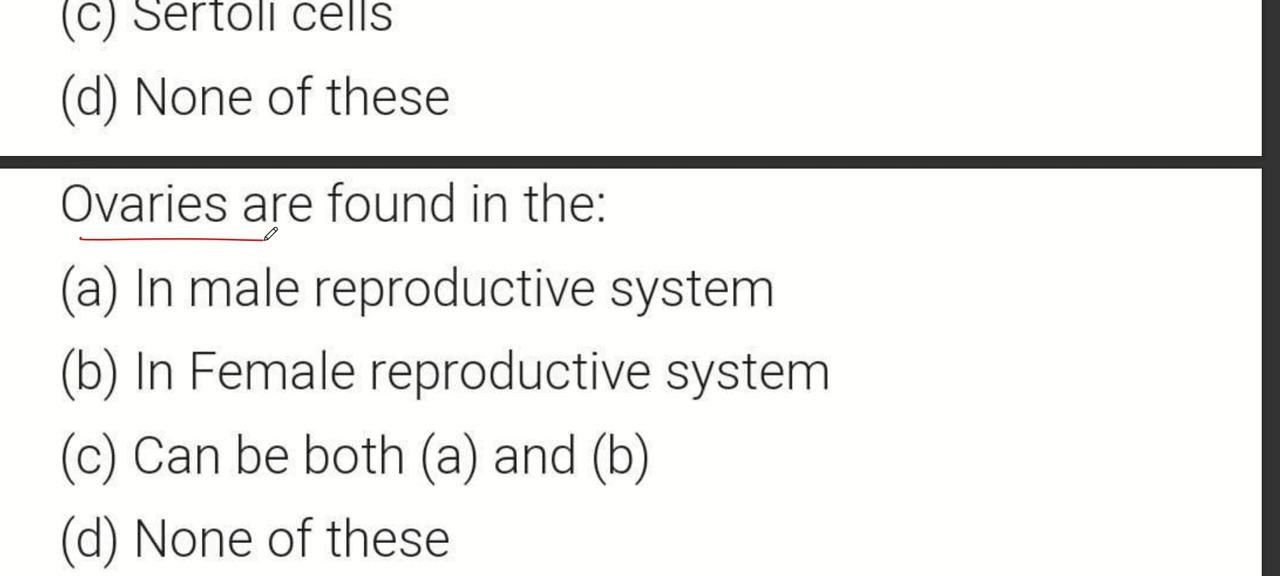 (c) Sertoli cells
(d) None of these
Ovaries are found in the:
(a) In male reproductive system
(b) In Female reproductive system
(c) Can be both (a) and (b)
(d) None of these